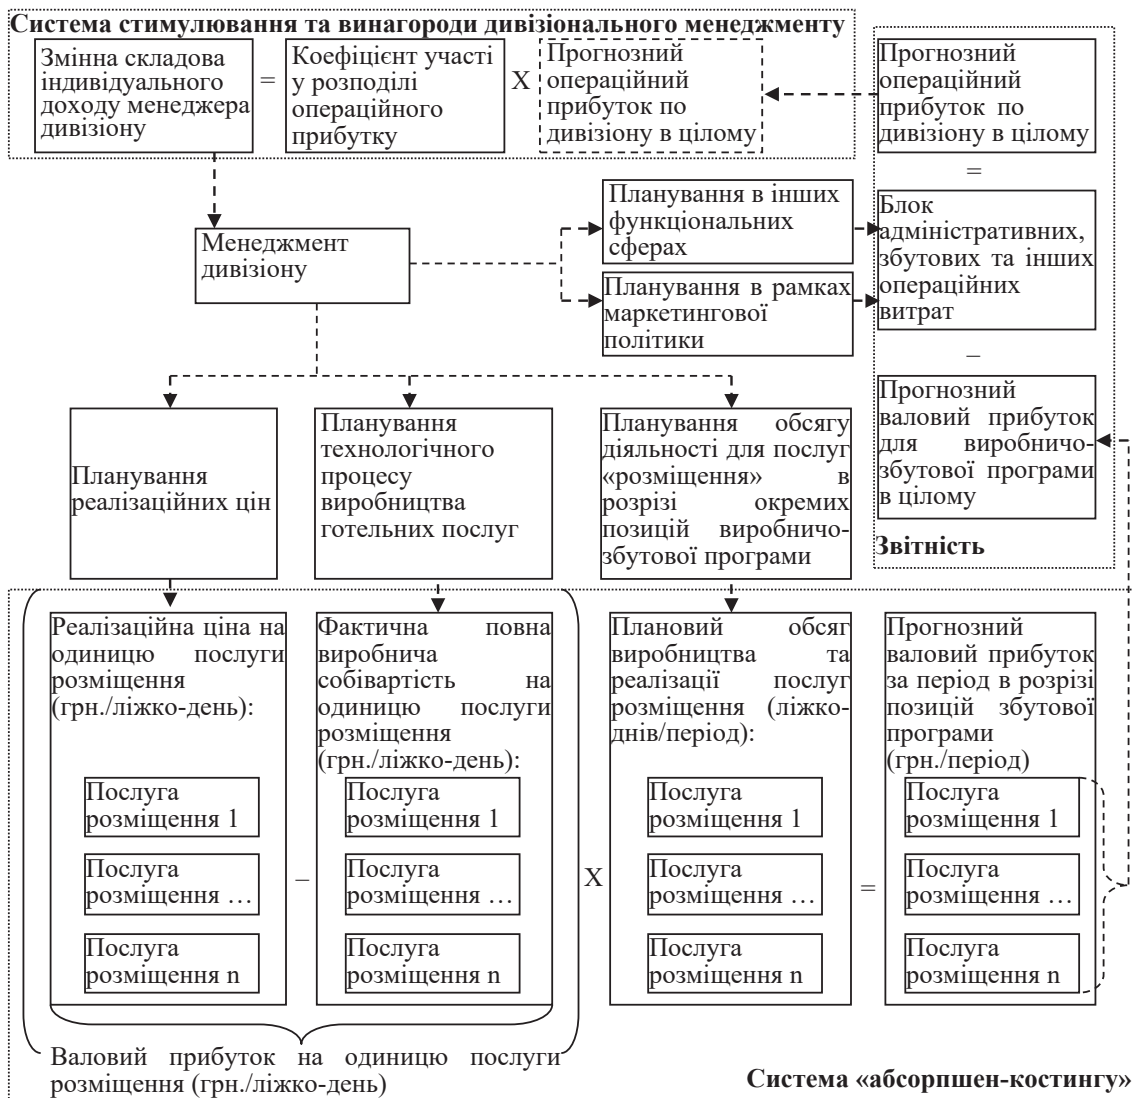 Система стимулювання та винагороди дивізіонального менеджменту
Змінна складова
індивідуального
доходу менеджера
дивізіону
=
Коефіцієнт участі
у розподілі
операційного
прибутку
X
Прогнозний
операційний
прибуток по
дивізіону в цілому
Прогнозний
операційний
прибуток по
дивізіону в цілому
=
Менеджмент
дивізіону
Планування в інших
функціональних
сферах
Планування в рамках
маркетингової
політики
Блок
адміністративних,
збутових та інших
операційних
витрат
–
Прогнозний
валовий прибуток
для виробничо-
збутової програми
в цілому
Звітність
Планування
реалізаційних цін
Планування
технологічного
процесу
виробництва
готельних послуг
Планування обсягу
діяльності для послуг
«розміщення» в
розрізі окремих
позицій виробничо-
збутової програми
Реалізаційна ціна на
одиницю послуги
розміщення
(грн./ліжко-день):
Послуга
розміщення 1
Послуга
розміщення …
Послуга
розміщення n
–
Фактична повна
виробнича
собівартість на
одиницю послуги
розміщення
(грн./ліжко-день):
Послуга
розміщення 1
Послуга
розміщення …
Послуга
розміщення n
X
Плановий обсяг
виробництва та
реалізації послуг
розміщення (ліжко-
днів/період):
Послуга
розміщення 1
Послуга
розміщення …
Послуга
розміщення n
=
Прогнозний
валовий прибуток
за період в розрізі
позицій збутової
програми
(грн./період)
Послуга
розміщення 1
Послуга
розміщення …
Послуга
розміщення n
Валовий прибуток на одиницю послуги
розміщення (грн./ліжко-день)
Система «абсорпшен-костингу»